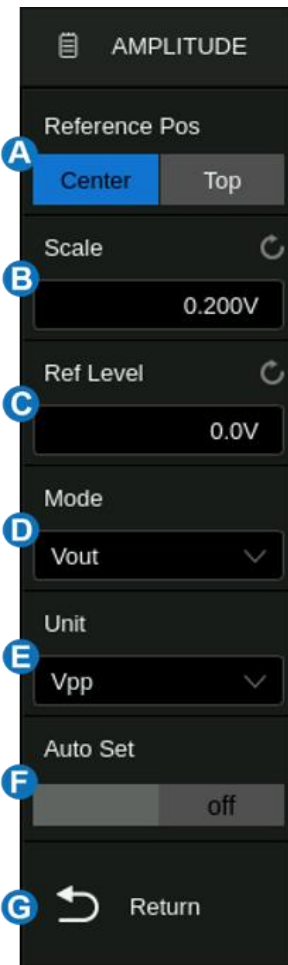 AMPLITUDE
Reference Pos
A
Center Top
Scale
B
0.200V
Ref Level
C
0.0V
Mode
D
Vout
Unit
E
Vpp
Auto Set
F
off
G Return